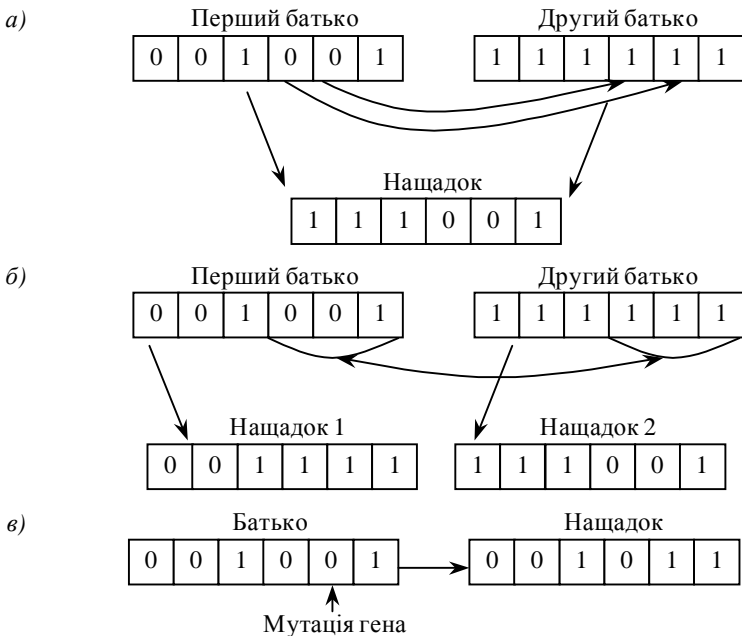 а) Перший батько Другий батько
0 0 1 0 0 1 1 1 1 1 1 1
Нащадок
1 1 1 0 0 1
б) Перший батько Другий батько
0 0 1 0 0 1 1 1 1 1 1 1
Нащадок 1 Нащадок 2
0 0 1 1 1 1 1 1 1 0 0 1
в) Батько Нащадок
0 0 1 0 0 1 0 0 1 0 1 1
Мутація гена